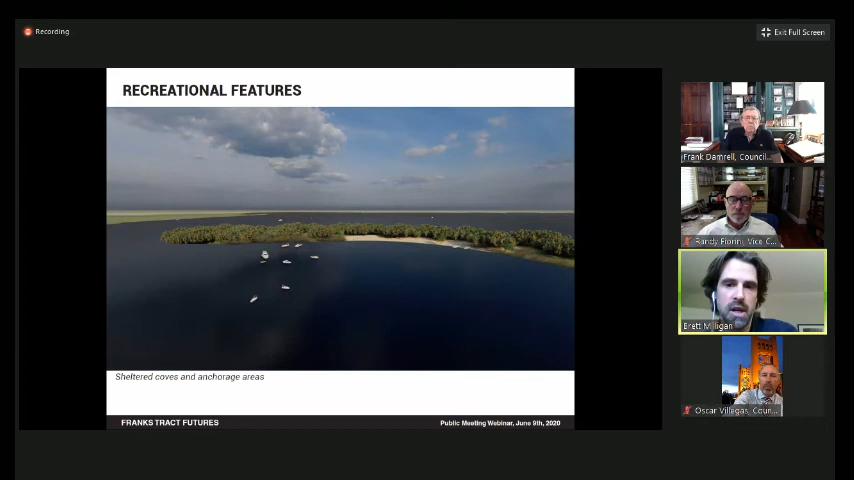 Recording
Exit Full Screen
RECREATIONAL FEATURES
Sheltered coves and anchorage areas
FRANKS TRACT FUTURES
Public Meeting Webinar, June 9th, 2020
Frank Damrell, Council...
Randy Fiorini, Vice C...
Brett Milligan
Oscar Villegas, Coun...